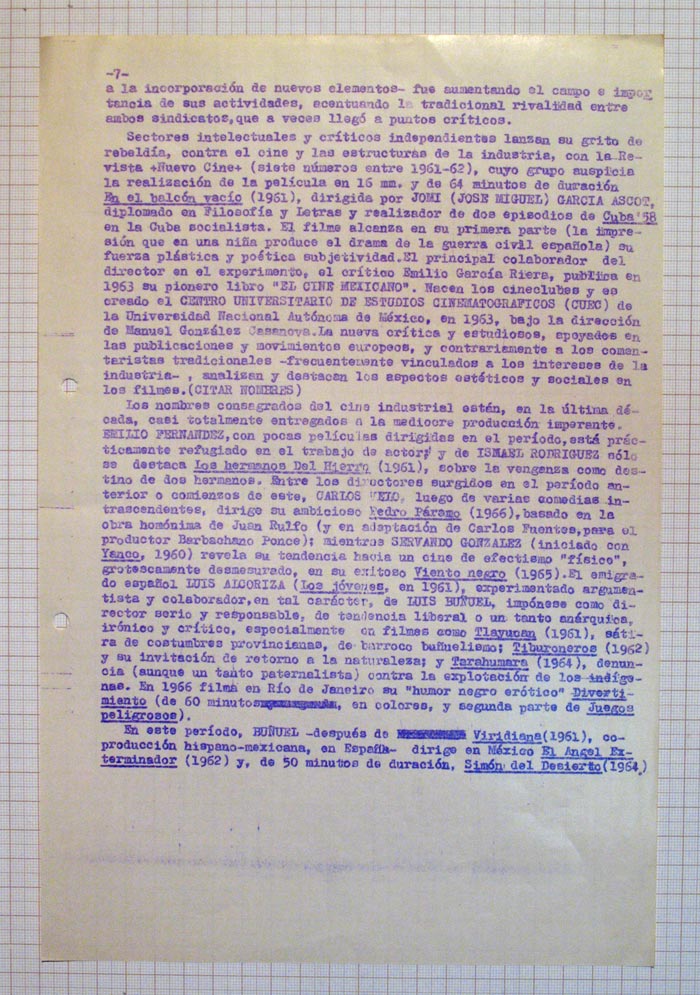 -7-
a la incorporación de nuevos elementos- fue aumentando el campo e impor
tancia de sus actividades, acentuando la tradicional rivalidad entre
ambos sindicatos,que a veces llegó a puntos críticos.
Sectores intelectuales y críticos independientes lanzan su grito de
rebeldía, contra el cine y las estructuras de la industria, con la Re-
vista +Nuevo Cine+ (siete números entre 1961-62), cuyo grupo auspicia
la realización de la película en 16 mm. y de 64 minutos de duración
En el balcón vacío (1961), dirigida por JOMI (JOSE MIGUEL) GARCIA ASCOT,
diplomado en Filosofía y Letras y realizador de dos episodios de Cuba'58
en la Cuba socialista. El filme alcanza en su primera parte (la impre-
sión que en una niña produce el drama de la guerra civil española) su
fuerza plástica y poética subjetividad.El principal colaborador del
director en el experimento, el crítico Emilio García Riera, publica en
1963 su pionero libro "EL CINE MEXICANO". Nacen los cineclubes y es
creado el CENTRO UNIVERSITARIO DE ESTUDIOS CINEMATOGRAFICOS (CUEC) de
la Universidad Nacional Autónoma de México, en 1963, bajo la dirección
de Manuel González Casanova.La nueva crítica y estudiosos, apoyados en
las publicaciones y movimientos europeos, y contrariamente a los comen-
taristas tradicionales -frecuentemente vinculados a los intereses de la
industria- , analizan y destacan los aspectos estéticos y sociales en
los filmes.(CITAR NOMBRES)
Los nombres consagrados del cine industrial están, en la última dé-
cada, casi totalmente entregados a la mediocre producción imperante.
EMILIO FERNANDEZ,con pocas películas dirigidas en el período,está prác-
ticamente refugiado en el trabajo de actor; y de ISMAEL RODRIGUEZ sólo
se destaca Los hermanos Del Hierro (1961), sobre la venganza como des-
tino de dos hermanos. Entre los directores surgidos en el período an-
terior o comienzos de este, CARLOS VELO, luego de varias comedias in-
trascendentes, dirige su ambicioso Pedro Páramo (1966),basado en la
obra homónima de Juan Rulfo (y en adaptación de Carlos Fuentes,para el
productor Barbachano Ponce); mientras SERVANDO GONZALEZ (iniciado con
Yanco, 1960) revela su tendencia hacia un cine de efectismo "físico",
grotescamente desmesurado, en su exitoso Viento negro (1965).El emigra-
do español LUIS ALCORIZA (Los jóvenes, en 1961), experimentado argumen-
tista y colaborador,en tal carácter, de LUIS BUÑUEL, impónese como di-
rector serio y responsable, de tendencia liberal o un tanto anárquica,
irónico y crítico, especialmente en filmes como Tlayucan (1961), sáti-
ra de costumbres provincianas, de barroco buñuelismo; Tiburoneros (1962)
y su invitación de retorno a la naturaleza; y Tarahumara (1964), denun-
cia (aunque un tanto paternalista) contra la explotación de los indíge-
nas. En 1966 filma en Río de Janeiro su "humor negro erótico" Diverti-
miento (de 60 minutos, en colores, y segunda parte de Juegos
peligrosos).
En este período, BUÑUEL -después de Viridiana(1961), co-
producción hispano-mexicana, en España- dirige en México El Angel Ex-
terminador (1962) y, de 50 minutos de duración, Simón del Desierto(1964)